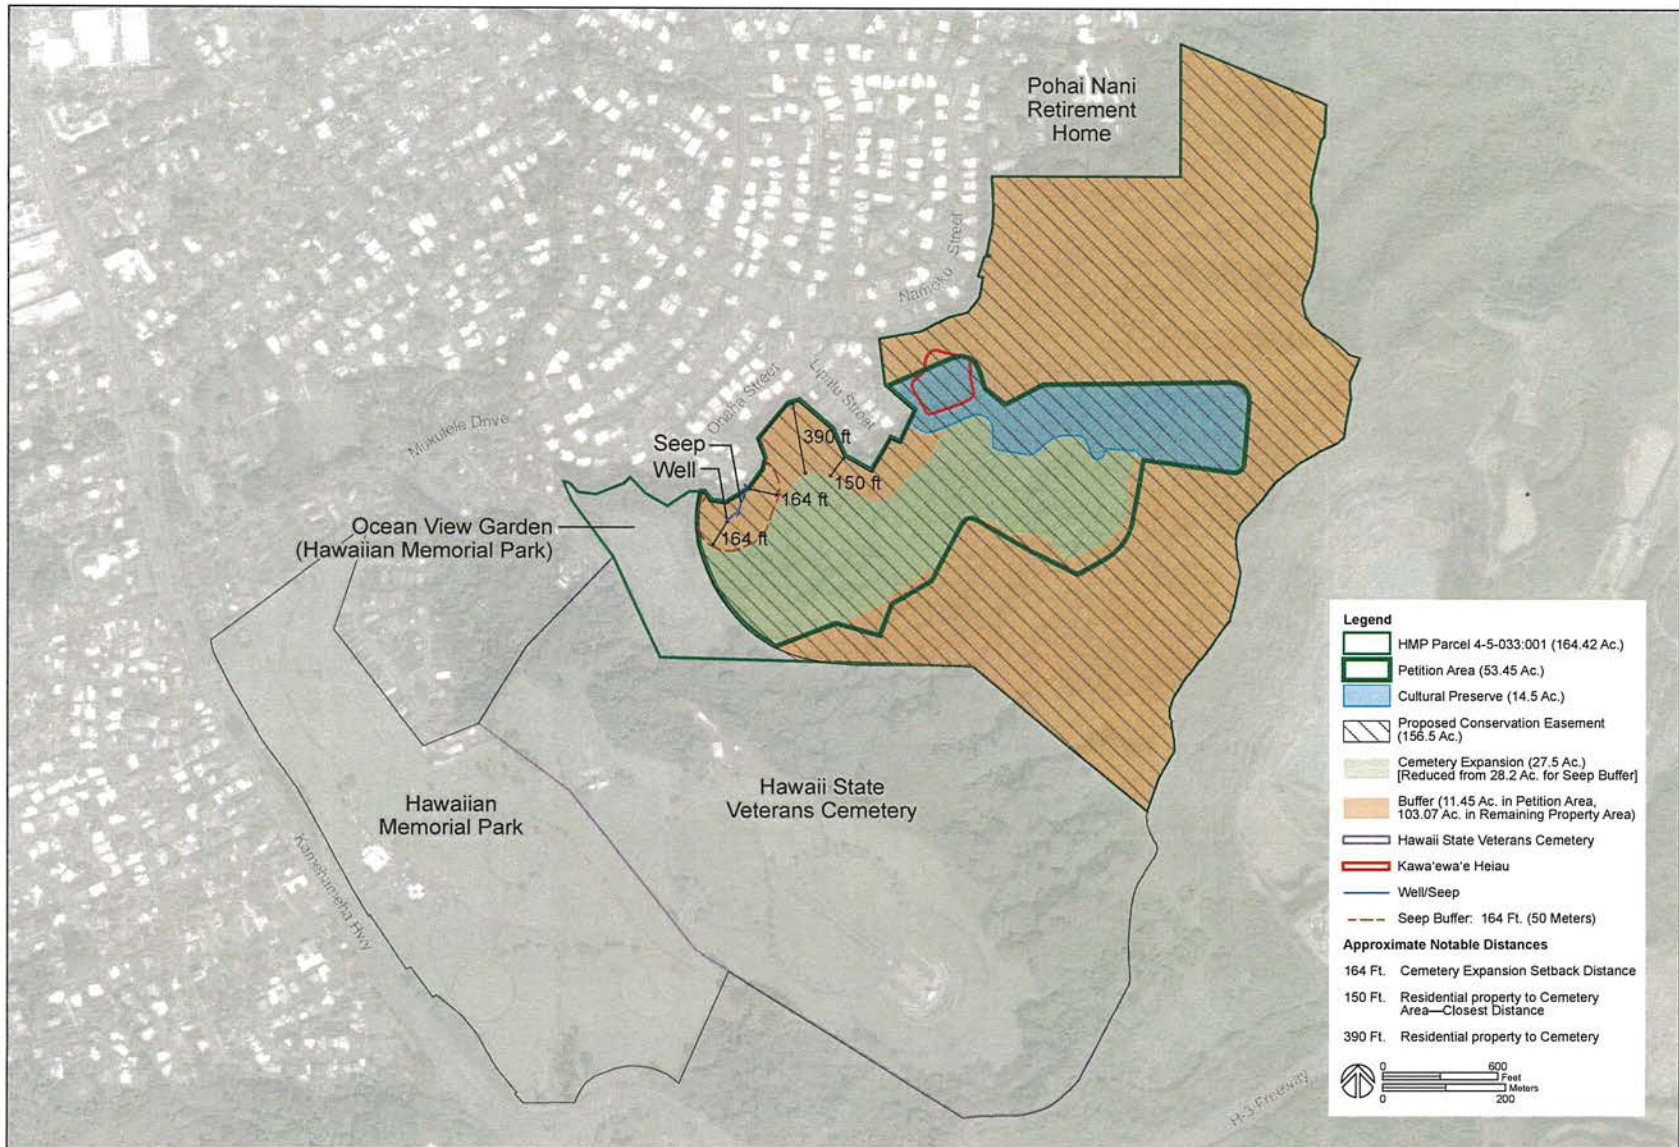 Pohai Nani
Retirement
Home
Namoku Street
Lipalu Street
Ohaha Street
Mokulele Drive
Seep
Well
390 ft
150 ft
164 ft
164 ft
Ocean View Garden
(Hawaiian Memorial Park)
Hawaii State
Veterans Cemetery
Hawaiian
Memorial Park
Kamehameha Hwy
H-3 Freeway
Legend
HMP Parcel 4-5-033:001 (164.42 Ac.)
Petition Area (53.45 Ac.)
Cultural Preserve (14.5 Ac.)
Proposed Conservation Easement
(156.5 Ac.)
Cemetery Expansion (27.5 Ac.)
[Reduced from 28.2 Ac. for Seep Buffer]
Buffer (11.45 Ac. in Petition Area,
103.07 Ac. in Remaining Property Area)
Hawaii State Veterans Cemetery
Kawa‘ewa‘e Heiau
Well/Seep
Seep Buffer: 164 Ft. (50 Meters)
Approximate Notable Distances
164 Ft. Cemetery Expansion Setback Distance
150 Ft. Residential property to Cemetery
Area—Closest Distance
390 Ft. Residential property to Cemetery
0 600
Feet
Meters
0 200